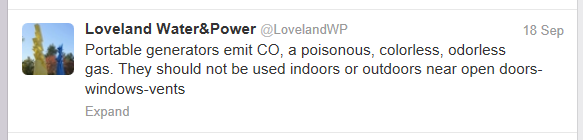 Loveland Water&Power @LovelandWP 18 Sep
Portable generators emit CO, a poisonous, colorless, odorless
gas. They should not be used indoors or outdoors near open doors-
windows-vents
Expand